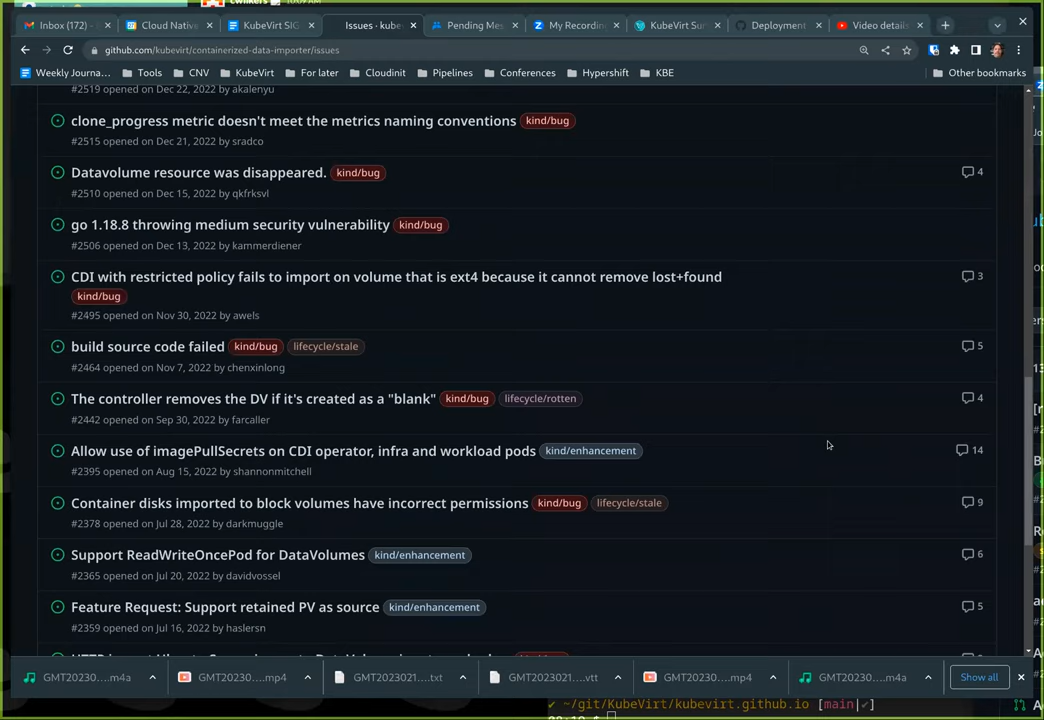 Inbox (172) -
Cloud Native
KubeVirt SIG
Issues · kube
Pending Mes
My Recordin
KubeVirt Sur
Deployment
Video details
github.com/kubevirt/containerized-data-importer/issues
Weekly Journa...
Tools
CNV
KubeVirt
For later
Cloudinit
Pipelines
Conferences
Hypershift
KBE
Other bookmarks
#2519 opened on Dec 22, 2022 by akalenyu
clone_progress metric doesn't meet the metrics naming conventions kind/bug
#2515 opened on Dec 21, 2022 by sradco
Datavolume resource was disappeared. kind/bug 4
#2510 opened on Dec 15, 2022 by qkfrksvl
go 1.18.8 throwing medium security vulnerability kind/bug
#2506 opened on Dec 13, 2022 by kammerdiener
CDI with restricted policy fails to import on volume that is ext4 because it cannot remove lost+found 3
kind/bug
#2495 opened on Nov 30, 2022 by awels
build source code failed kind/bug lifecycle/stale 5
#2464 opened on Nov 7, 2022 by chenxinlong
The controller removes the DV if it's created as a "blank" kind/bug lifecycle/rotten 4
#2442 opened on Sep 30, 2022 by farcaller
Allow use of imagePullSecrets on CDI operator, infra and workload pods kind/enhancement 14
#2395 opened on Aug 15, 2022 by shannonmitchell
Container disks imported to block volumes have incorrect permissions kind/bug lifecycle/stale 9
#2378 opened on Jul 28, 2022 by darkmuggle
Support ReadWriteOncePod for DataVolumes kind/enhancement 6
#2365 opened on Jul 20, 2022 by davidvossel
Feature Request: Support retained PV as source kind/enhancement 5
#2359 opened on Jul 16, 2022 by haslersn
GMT20230....m4a
GMT20230....mp4
GMT2023021....txt
GMT2023021....vtt
GMT20230....mp4
GMT20230....m4a
Show all
~/git/KubeVirt/kubevirt.github.io [main|✔]